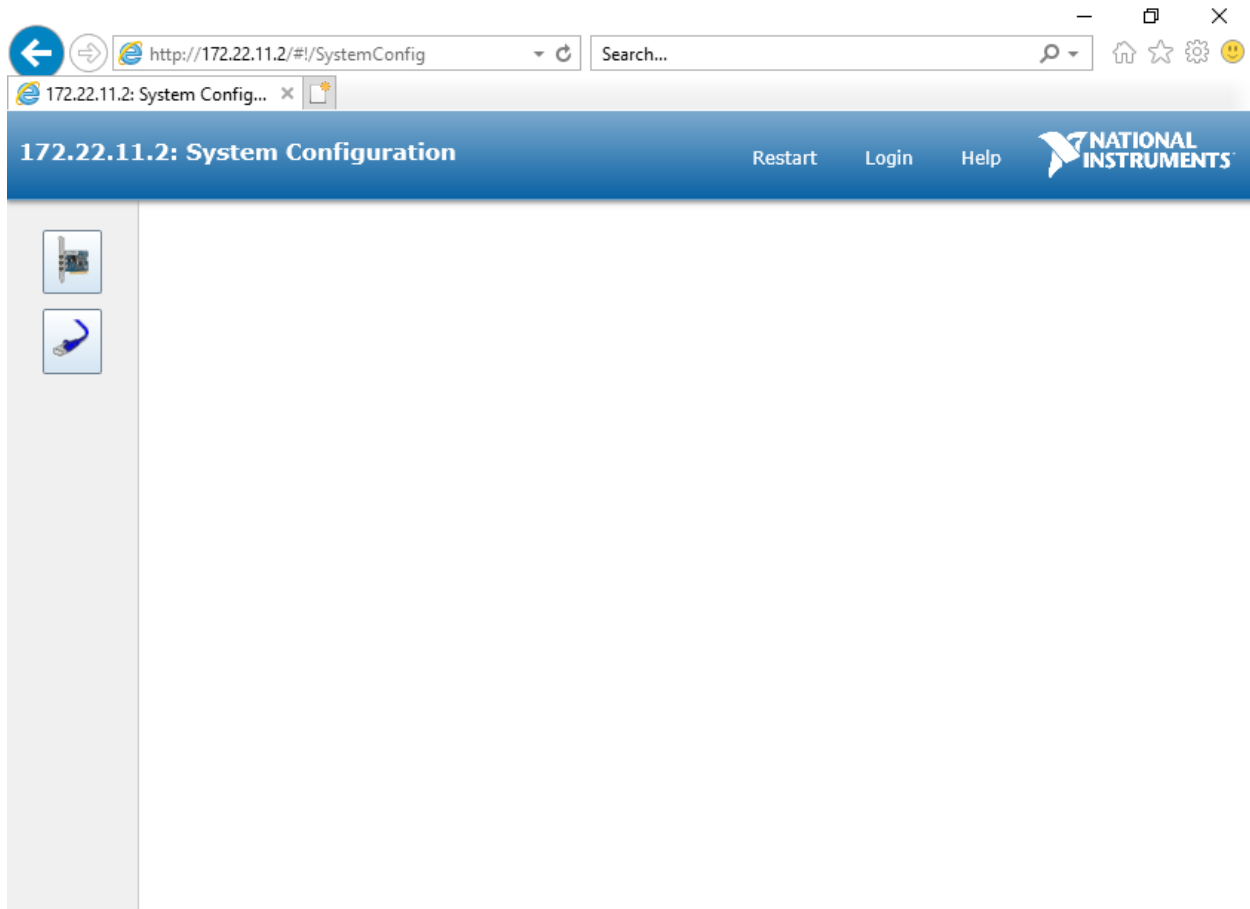 http://172.22.11.2/#!/SystemConfig
Search...
172.22.11.2: System Config...
172.22.11.2: System Configuration
Restart Login Help
NATIONAL
INSTRUMENTS